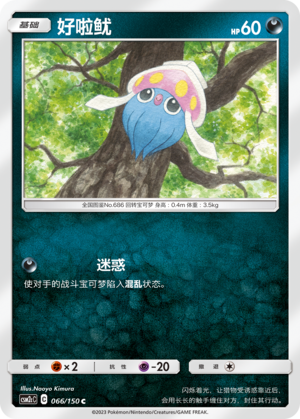 基础 好啦鱿 HP60
全国图鉴No.686 回转宝可梦 身高：0.4m 体重：3.5kg
迷惑
使对手的战斗宝可梦陷入混乱状态。
弱点 ×2 抗性 -20 撤退
Illus.Naoyo Kimura
G 066/150 C
闪烁着光，让猎物受诱惑靠近后，
会用长长的触手缠住对方，封住其行动。
©2023 Pokémon/Nintendo/Creatures/GAME FREAK.